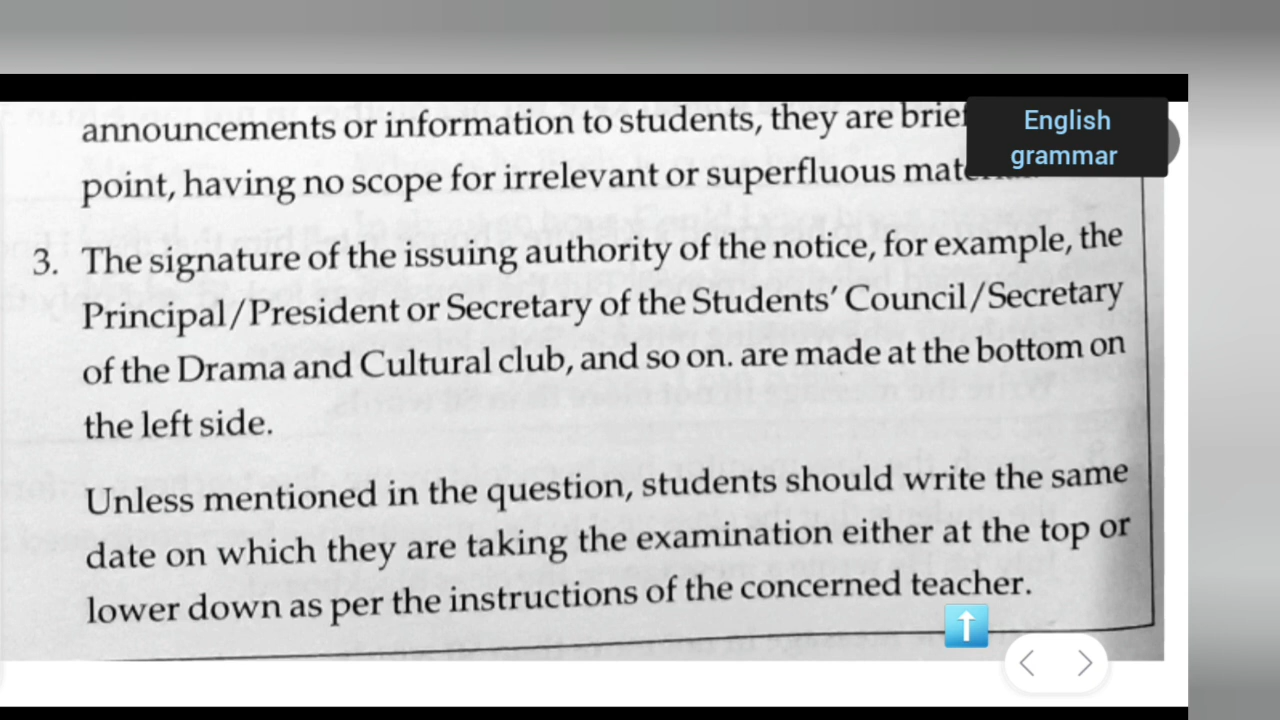 announcements or information to students, they are brief
point, having no scope for irrelevant or superfluous
English
grammar
3. The signature of the issuing authority of the notice, for example, the
Principal/President or Secretary of the Students' Council/Secretary
of the Drama and Cultural club, and so on. are made at the bottom on
the left side.
Unless mentioned in the question, students should write the same
date on which they are taking the examination either at the top or
lower down as per the instructions of the concerned teacher.